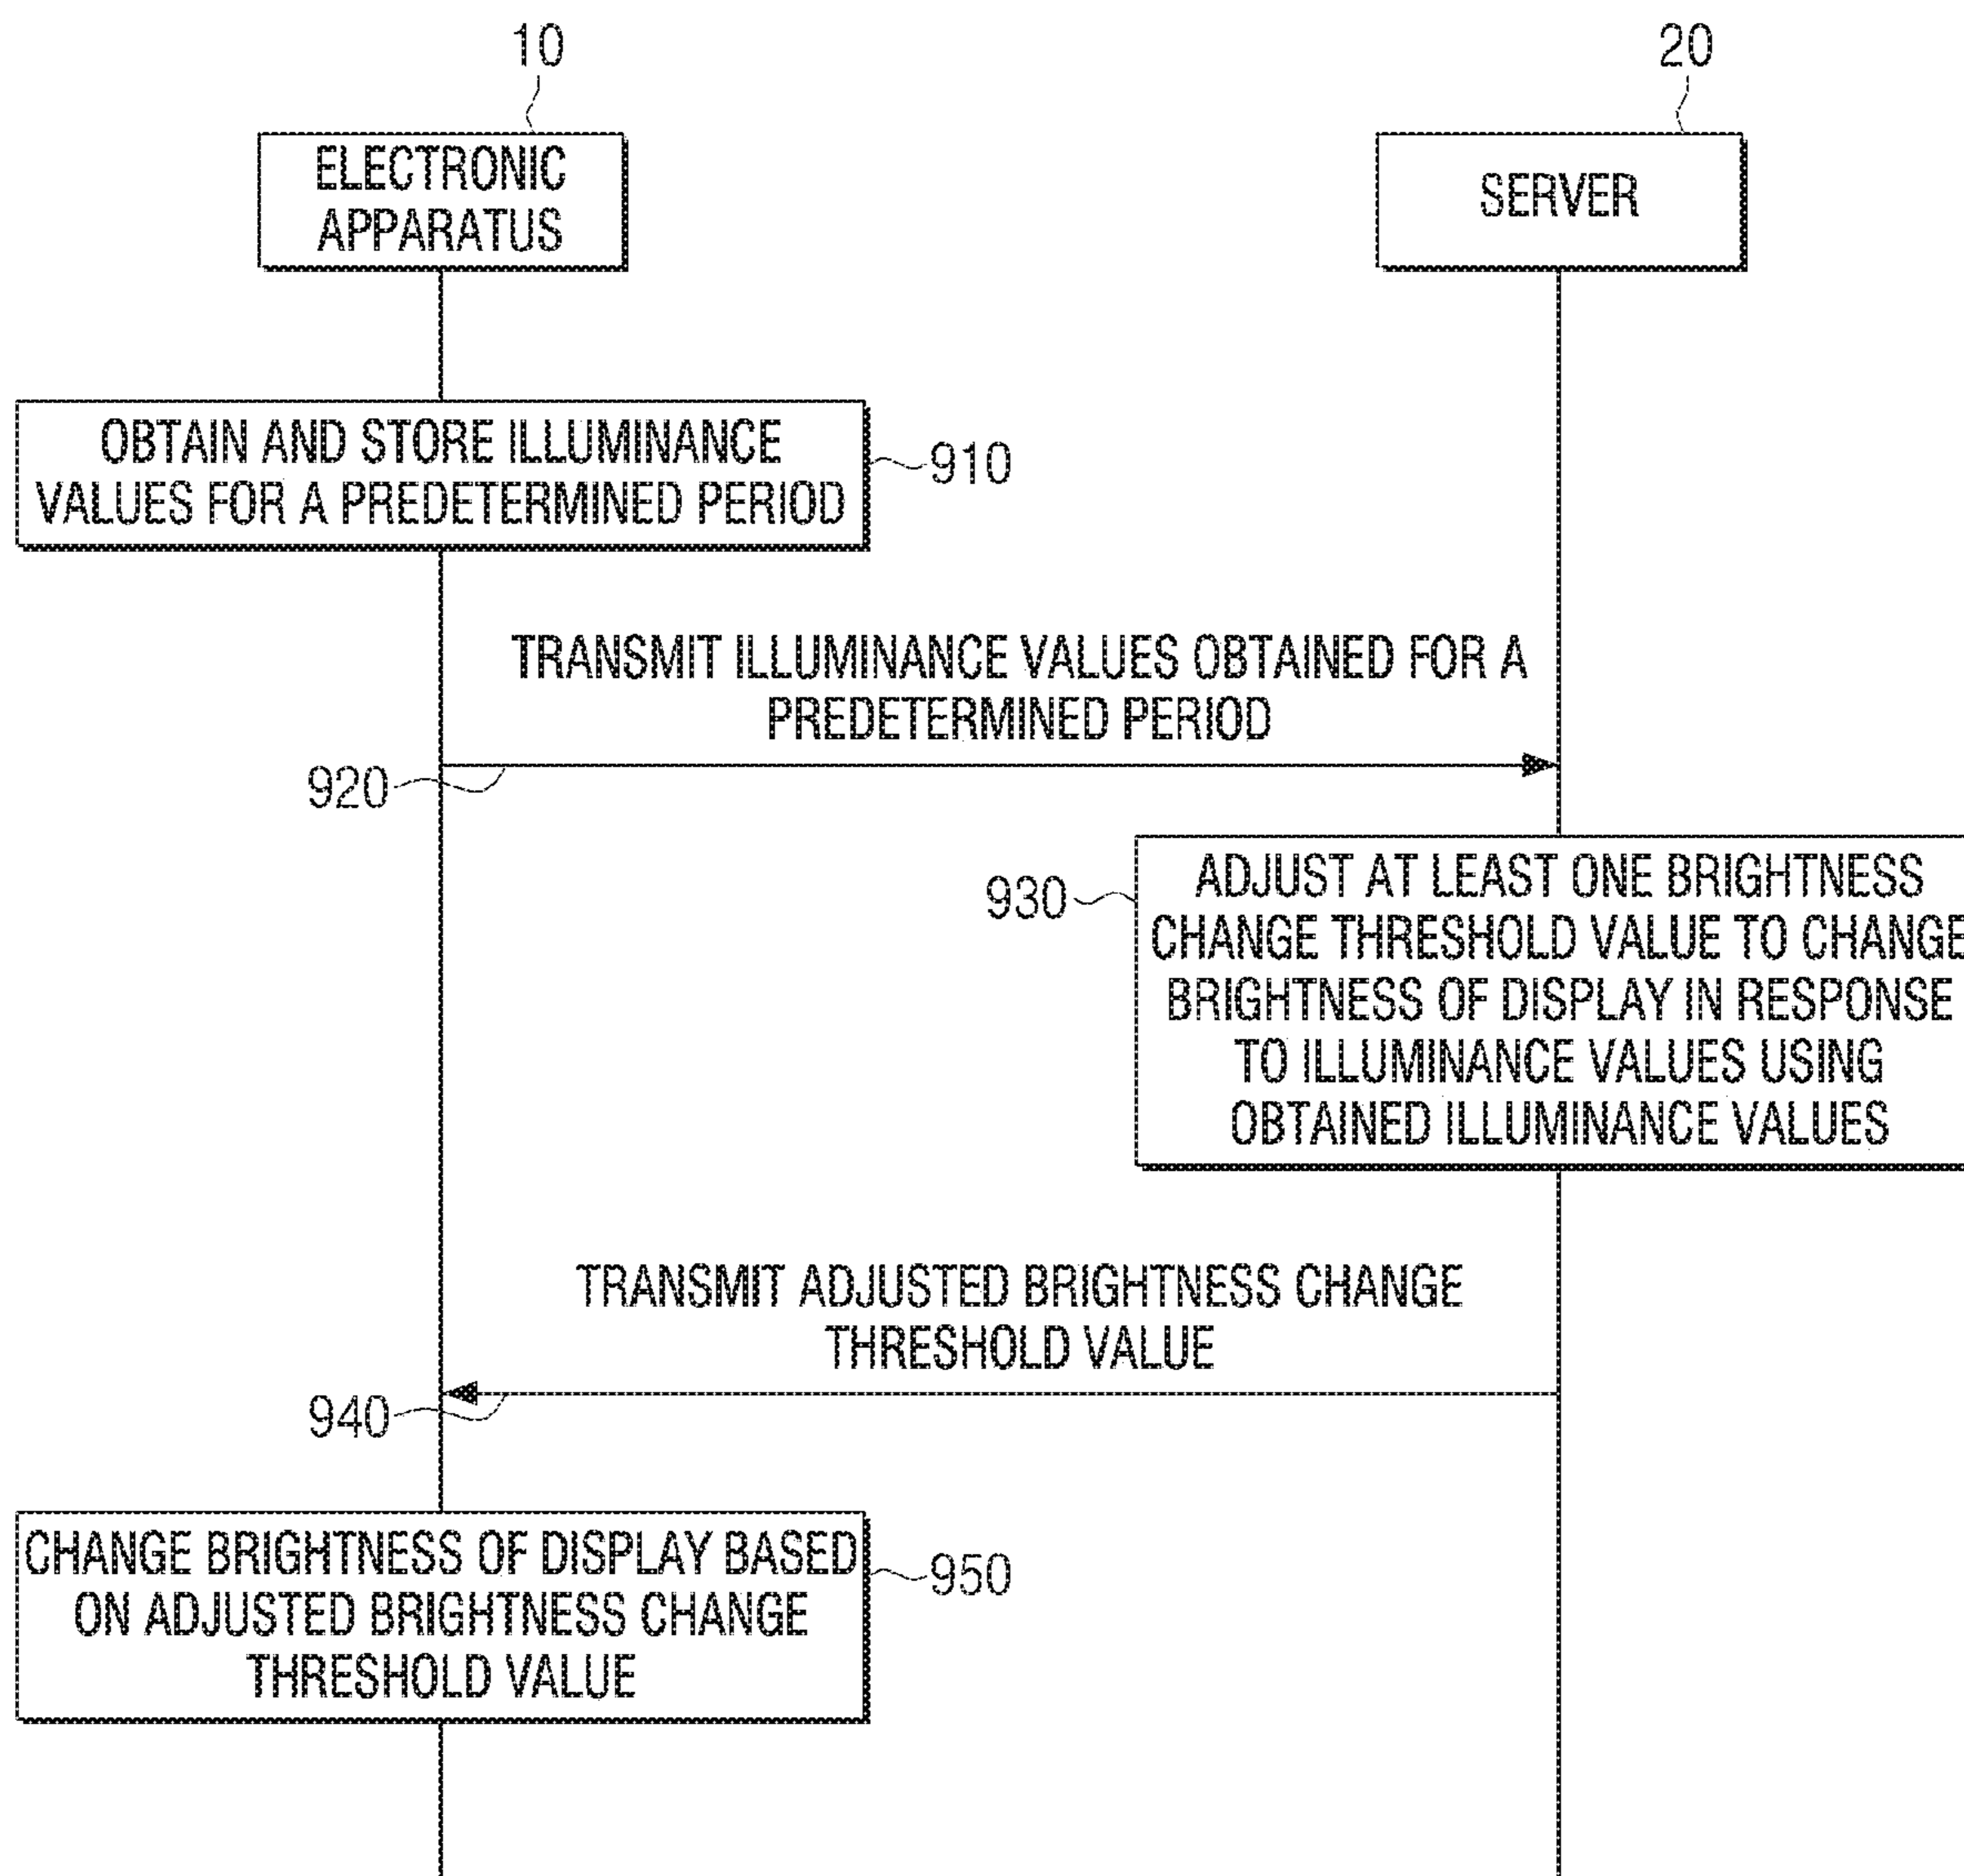 10
20
ELECTRONIC
APPARATUS
SERVER
OBTAIN AND STORE ILLUMINANCE
VALUES FOR A PREDETERMINED PERIOD
910
TRANSMIT ILLUMINANCE VALUES OBTAINED FOR A
PREDETERMINED PERIOD
920
930
ADJUST AT LEAST ONE BRIGHTNESS
CHANGE THRESHOLD VALUE TO CHANGE
BRIGHTNESS OF DISPLAY IN RESPONSE
TO ILLUMINANCE VALUES USING
OBTAINED ILLUMINANCE VALUES
TRANSMIT ADJUSTED BRIGHTNESS CHANGE
THRESHOLD VALUE
940
CHANGE BRIGHTNESS OF DISPLAY BASED
ON ADJUSTED BRIGHTNESS CHANGE
THRESHOLD VALUE
950